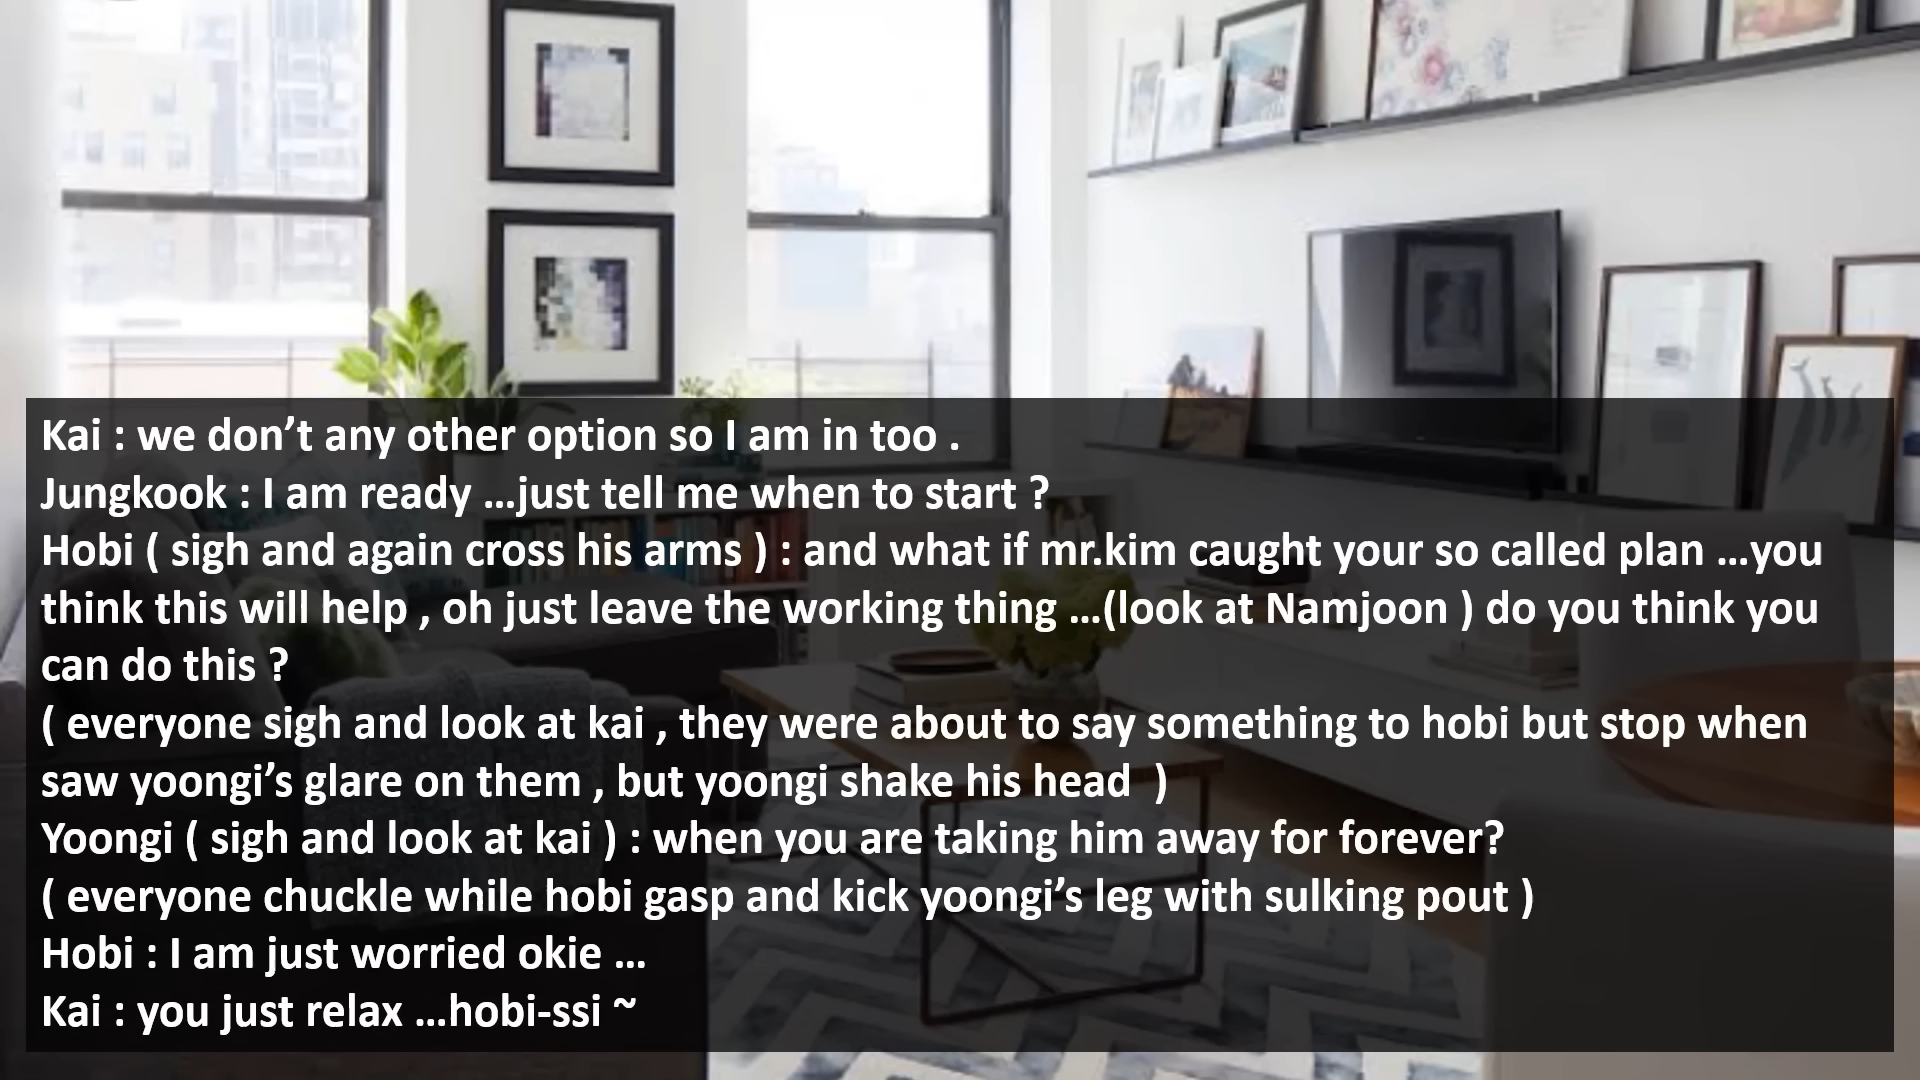 Kai : we don’t any other option so I am in too .
Jungkook : I am ready …just tell me when to start ?
Hobi ( sigh and again cross his arms ) : and what if mr.kim caught your so called plan …you
think this will help , oh just leave the working thing …(look at Namjoon ) do you think you
can do this ?
( everyone sigh and look at kai , they were about to say something to hobi but stop when
saw yoongi’s glare on them , but yoongi shake his head  )
Yoongi ( sigh and look at kai ) : when you are taking him away for forever?
( everyone chuckle while hobi gasp and kick yoongi’s leg with sulking pout )
Hobi : I am just worried okie …
Kai : you just relax …hobi-ssi ~